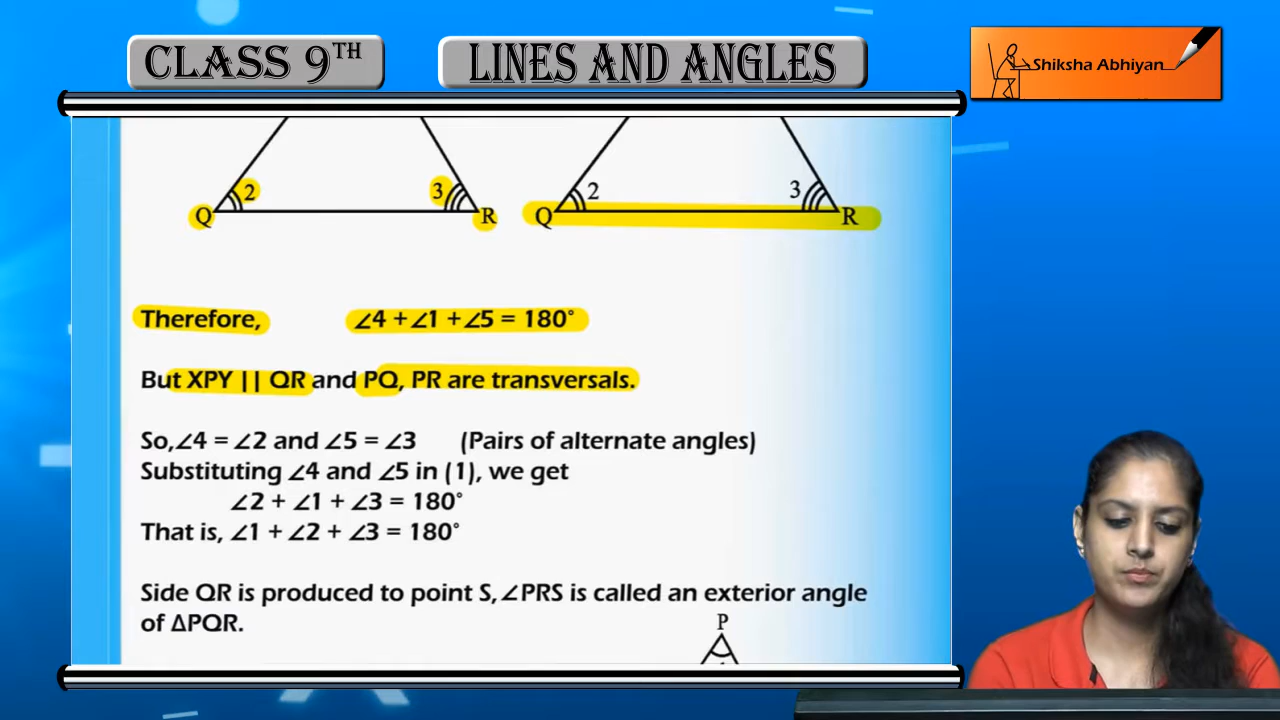 CLASS 9TH
LINES AND ANGLES
Shiksha Abhiyan
2
3
Q
R
2
3
Q
R
Therefore, ∠4 + ∠1 + ∠5 = 180°
But XPY || QR and PQ, PR are transversals.
So, ∠4 = ∠2 and ∠5 = ∠3 (Pairs of alternate angles)
Substituting ∠4 and ∠5 in (1), we get
∠2 + ∠1 + ∠3 = 180°
That is, ∠1 + ∠2 + ∠3 = 180°
Side QR is produced to point S, ∠PRS is called an exterior angle
of ΔPQR.
P